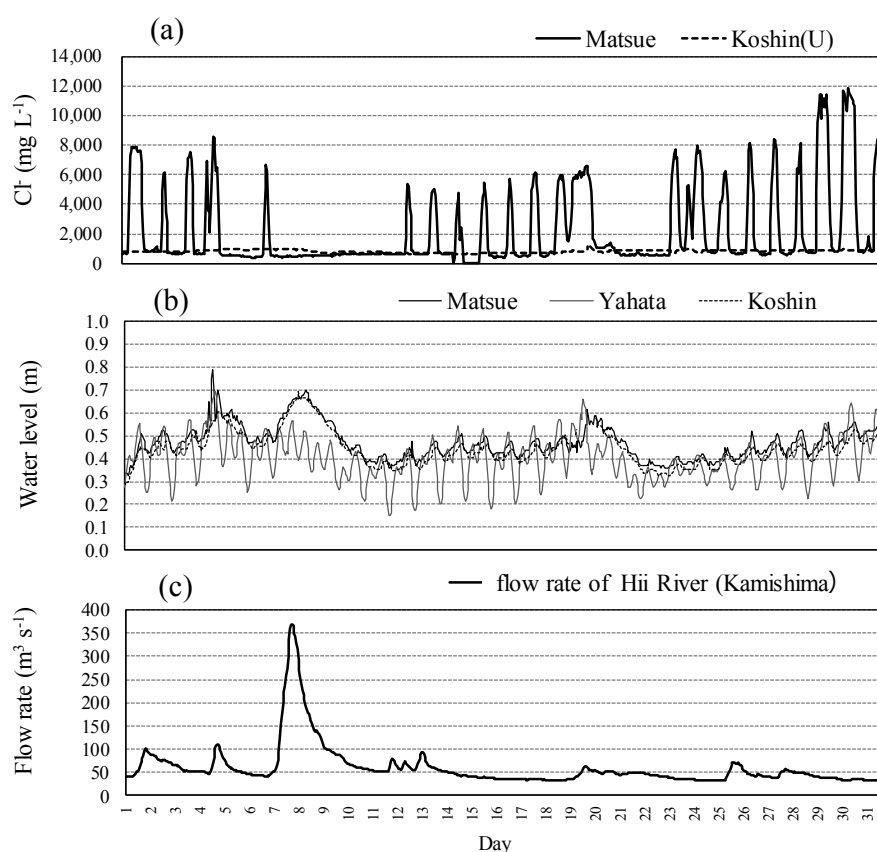 (a)
Matsue Koshin(U)
14,000
12,000
10,000
8,000
6,000
4,000
2,000
0
Cl⁻ (mg L⁻¹)
(b)
Matsue Yahata Koshin
1.0
0.9
0.8
0.7
0.6
0.5
0.4
0.3
0.2
0.1
0.0
Water level (m)
(c)
flow rate of Hii River (Kamishima)
400
350
300
250
200
150
100
50
0
Flow rate (m³ s⁻¹)
1 2 3 4 5 6 7 8 9 10 11 12 13 14 15 16 17 18 19 20 21 22 23 24 25 26 27 28 29 30 31
Day